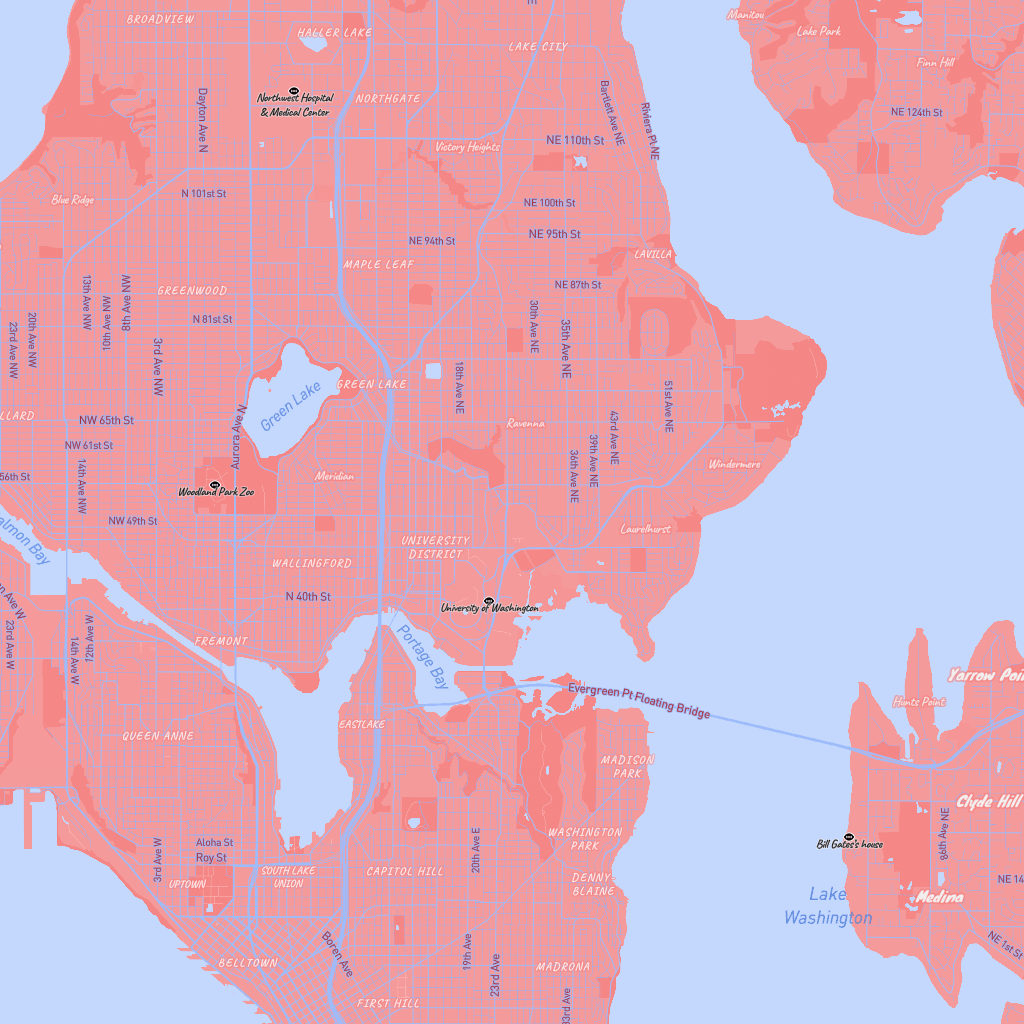 BROADVIEW
HALLER LAKE
LAKE CITY
Manitou
Lake Park
Finn Hill
Northwest Hospital
& Medical Center
NORTHGATE
Dayton Ave N
Bartlett Ave NE
Riviera Pl NE
NE 124th St
NE 110th St
Victory Heights
Blue Ridge
N 101st St
NE 100th St
NE 94th St
NE 95th St
MAPLE LEAF
LAVILLA
GREENWOOD
NE 87th St
13th Ave NW
10th Ave NW
8th Ave NW
20th Ave NW
23rd Ave NW
3rd Ave NW
N 81st St
30th Ave NE
35th Ave NE
GREEN LAKE
Green Lake
18th Ave NE
51st Ave NE
LLARD
NW 65th St
Aurora Ave N
Ravenna
43rd Ave NE
39th Ave NE
36th Ave NE
NW 61st St
56th St
14th Ave NW
Meridian
Windermere
Woodland Park Zoo
NW 49th St
almon Bay
Laurelhurst
UNIVERSITY
DISTRICT
WALLINGFORD
N 40th St
University of Washington
on Ave W
23rd Ave W
14th Ave W
12th Ave W
FREMONT
Portage Bay
Evergreen Pt Floating Bridge
Yarrow Poin
Hunts Point
EASTLAKE
QUEEN ANNE
MADISON
PARK
Clyde Hill
86th Ave NE
Bill Gates's house
WASHINGTON
PARK
Aloha St
Roy St
3rd Ave W
20th Ave E
UPTOWN
SOUTH LAKE
UNION
CAPITOL HILL
DENNY-
BLAINE
NE 14
Medina
Lake
Washington
BELLTOWN
Boren Ave
19th Ave
23rd Ave
MADRONA
NE 1st St
FIRST HILL
33rd Ave